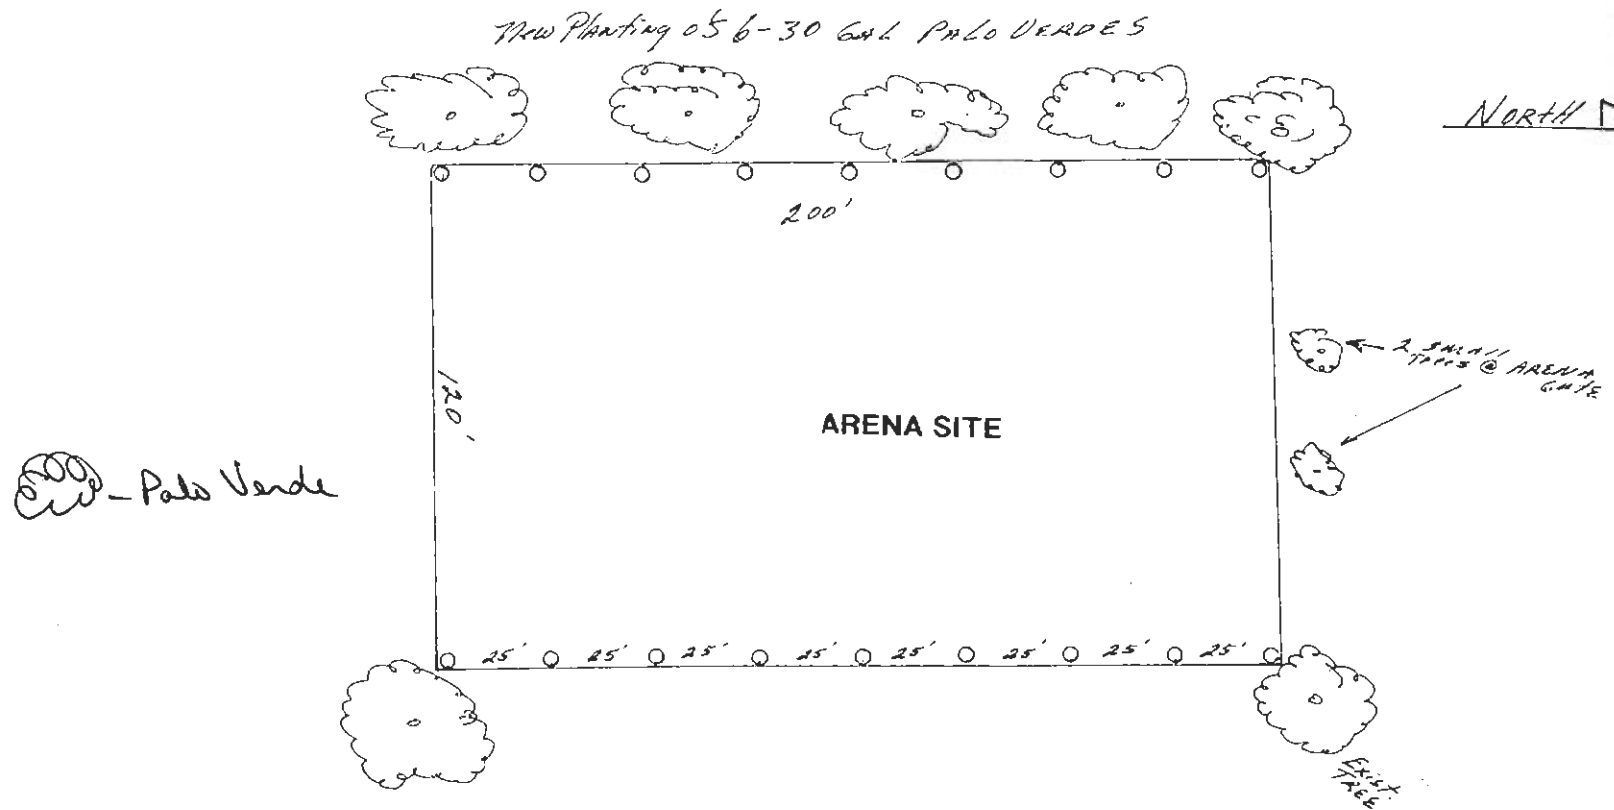 New Planting of 6-30 GAL PALO VERDES
NORTH
200'
2 SMALL
TREES @ ARENA
GATE
120'
ARENA SITE
- Palo Verde
25' 25' 25' 25' 25' 25' 25' 25'
EXIST.
TREE